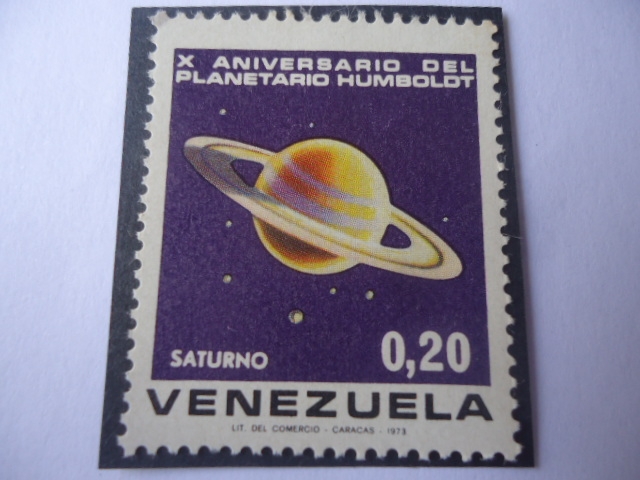 X ANIVERSARIO DEL
PLANETARIO HUMBOLDT
SATURNO 0,20
VENEZUELA
LIT. DEL COMERCIO - CARACAS - 1973